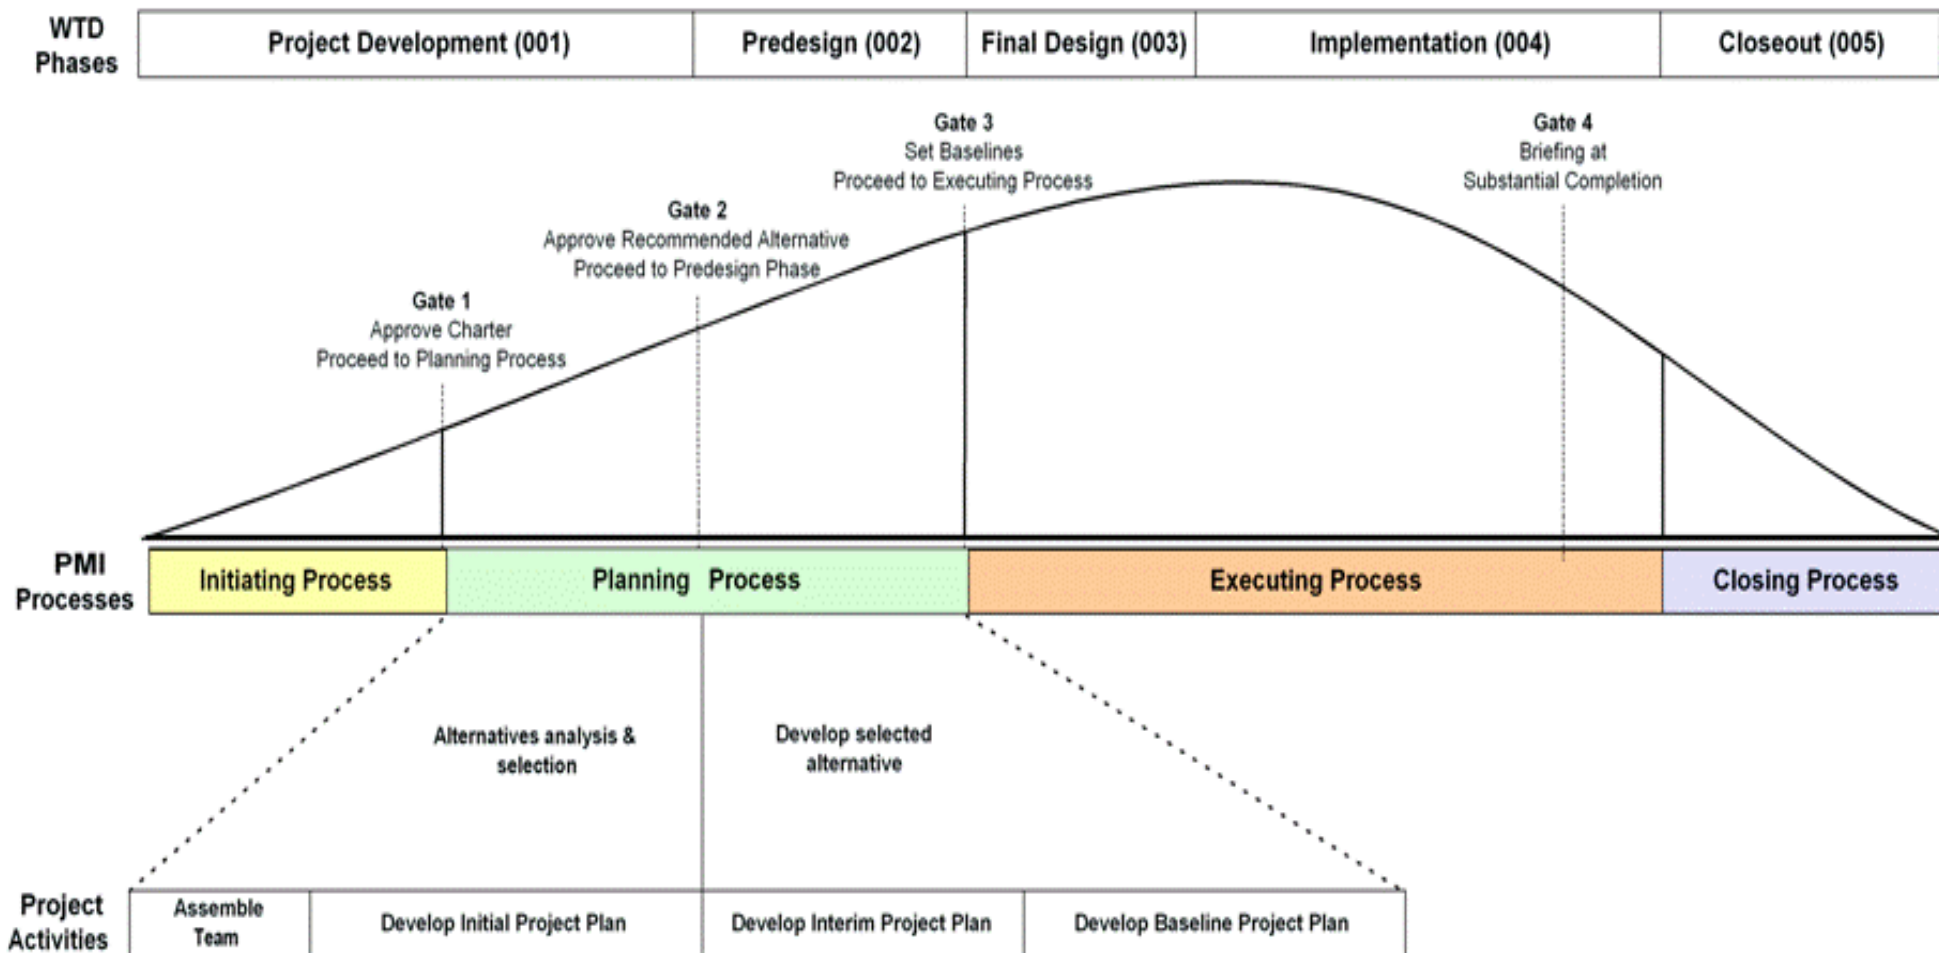 WTD
Phases
Project Development (001)
Predesign (002)
Final Design (003)
Implementation (004)
Closeout (005)
Gate 1
Approve Charter
Proceed to Planning Process
Gate 2
Approve Recommended Alternative
Proceed to Predesign Phase
Gate 3
Set Baselines
Proceed to Executing Process
Gate 4
Briefing at
Substantial Completion
PMI
Processes
Initiating Process
Planning Process
Executing Process
Closing Process
Alternatives analysis &
selection
Develop selected
alternative
Project
Activities
Assemble
Team
Develop Initial Project Plan
Develop Interim Project Plan
Develop Baseline Project Plan